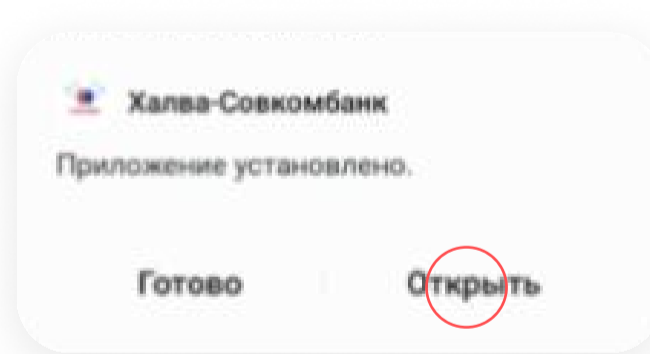 Халва-Совкомбанк
Приложение установлено.
Готово
Открыть